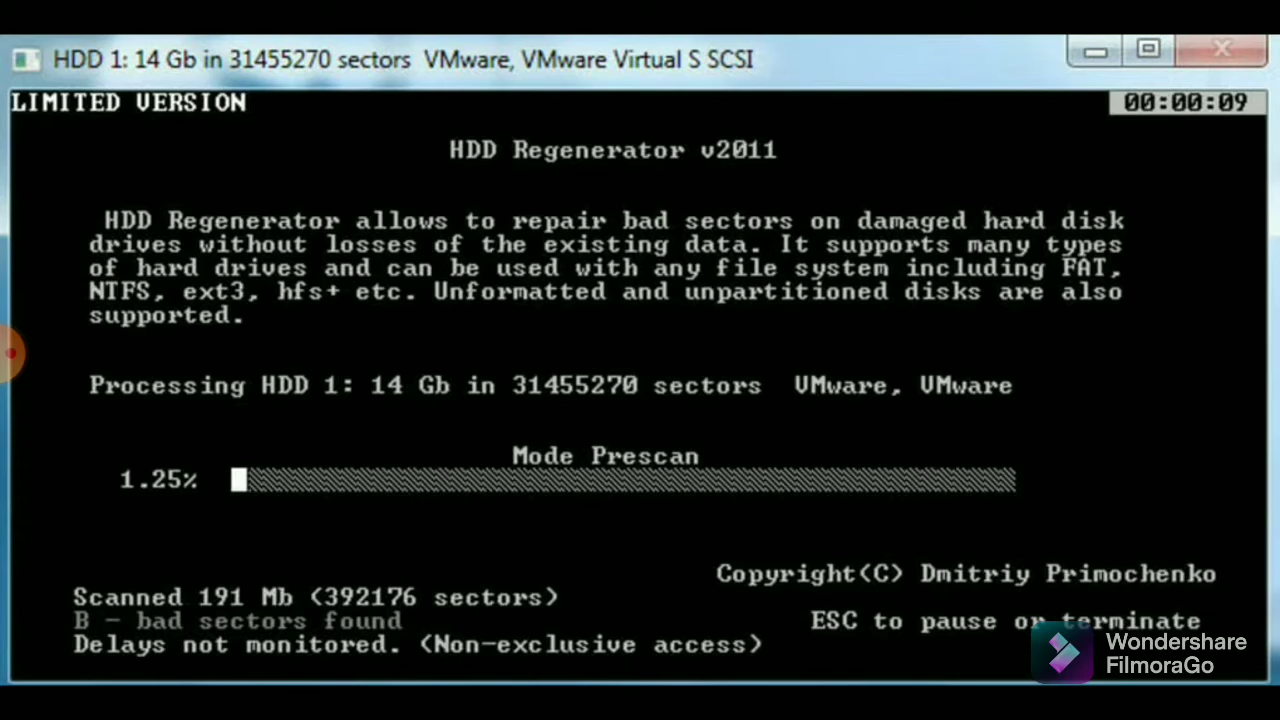 HDD 1: 14 Gb in 31455270 sectors  VMware, VMware Virtual S SCSI
LIMITED VERSION
00:00:09
HDD Regenerator v2011
HDD Regenerator allows to repair bad sectors on damaged hard disk
drives without losses of the existing data. It supports many types
of hard drives and can be used with any file system including FAT,
NTFS, ext3, hfs+ etc. Unformatted and unpartitioned disks are also
supported.
Processing HDD 1: 14 Gb in 31455270 sectors  VMware, VMware
Mode Prescan
1.25%
Copyright(C) Dmitriy Primochenko
Scanned 191 Mb (392176 sectors)
B - bad sectors found
ESC to pause or terminate
Delays not monitored. (Non-exclusive access)
Wondershare
FilmoraGo